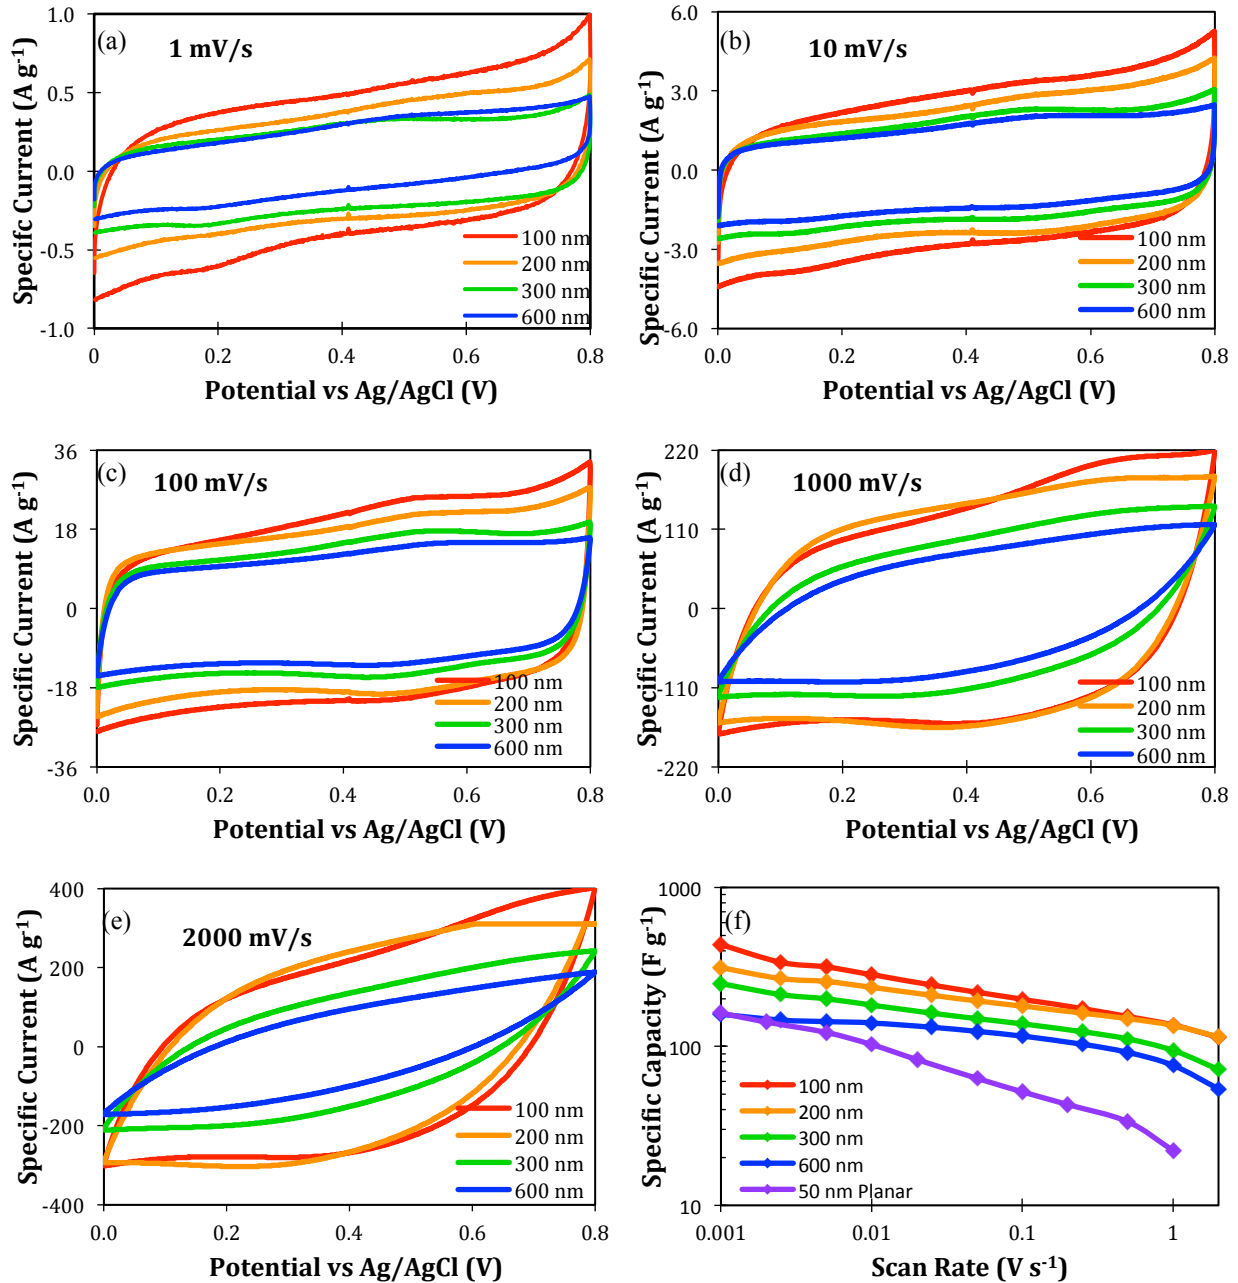 (a)
1 mV/s
1.0
0.5
0.0
-0.5
-1.0
Specifc Current (A g⁻¹)
0
0.2
0.4
0.6
0.8
Potential vs Ag/AgCl (V)
100 nm
200 nm
300 nm
600 nm
(b)
10 mV/s
6.0
3.0
0.0
-3.0
-6.0
Specific Current (A g⁻¹)
0.0
0.2
0.4
0.6
0.8
Potential vs Ag/AgCl (V)
100 nm
200 nm
300 nm
600 nm
(c)
100 mV/s
36
18
0
-18
-36
Specific Current (A g⁻¹)
0.0
0.2
0.4
0.6
0.8
Potential vs Ag/AgCl (V)
100 nm
200 nm
300 nm
600 nm
(d)
1000 mV/s
220
110
0
-110
-220
Specific Current (A g⁻¹)
0.0
0.2
0.4
0.6
0.8
Potential vs Ag/AgCl (V)
100 nm
200 nm
300 nm
600 nm
(e)
2000 mV/s
400
200
0
-200
-400
Specific Current (A g⁻¹)
0.0
0.2
0.4
0.6
0.8
Potential vs Ag/AgCl (V)
100 nm
200 nm
300 nm
600 nm
(f)
1000
100
10
Specific Capacity (F g⁻¹)
0.001
0.01
0.1
1
Scan Rate (V s⁻¹)
100 nm
200 nm
300 nm
600 nm
50 nm Planar